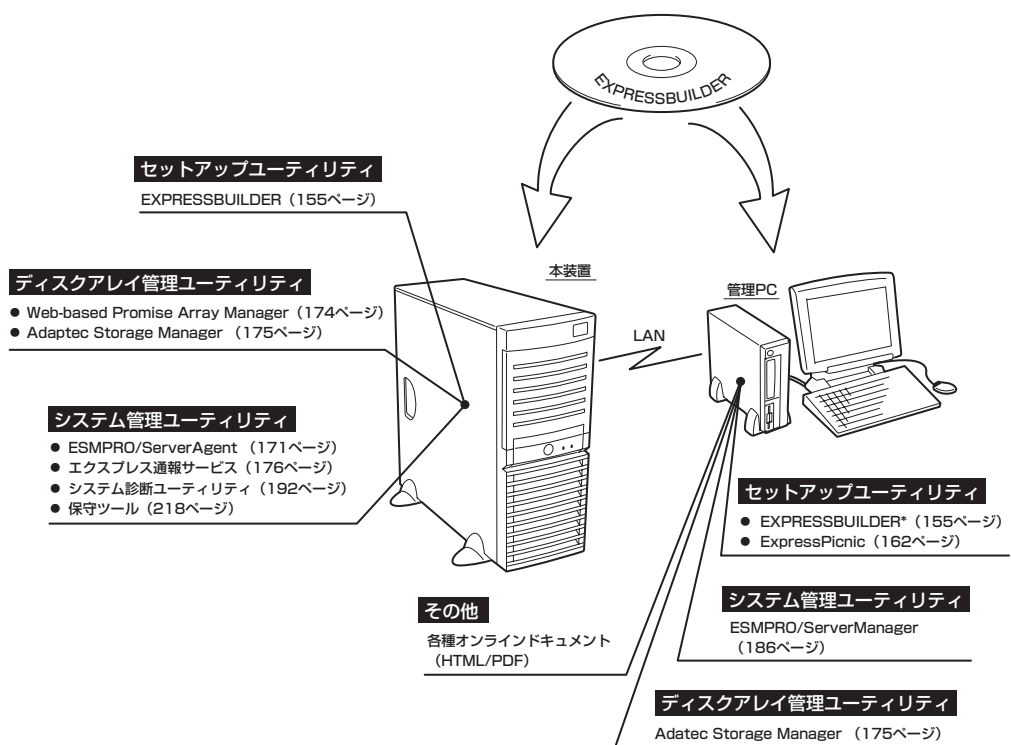 EXPRESSBUILDER
セットアップユーティリティ
EXPRESSBUILDER（155ページ）
ディスクアレイ管理ユーティリティ
● Web-based Promise Array Manager（174ページ）
● Adaptec Storage Manager （175ページ）
システム管理ユーティリティ
● ESMPRO/ServerAgent （171ページ）
● エクスプレス通報サービス（176ページ）
● システム診断ユーティリティ（192ページ）
● 保守ツール（218ページ）
本装置
LAN
管理PC
セットアップユーティリティ
● EXPRESSBUILDER*（155ページ）
● ExpressPicnic（162ページ）
システム管理ユーティリティ
ESMPRO/ServerManager
（186ページ）
その他
各種オンラインドキュメント
（HTML/PDF）
ディスクアレイ管理ユーティリティ
Adatec Storage Manager （175ページ）